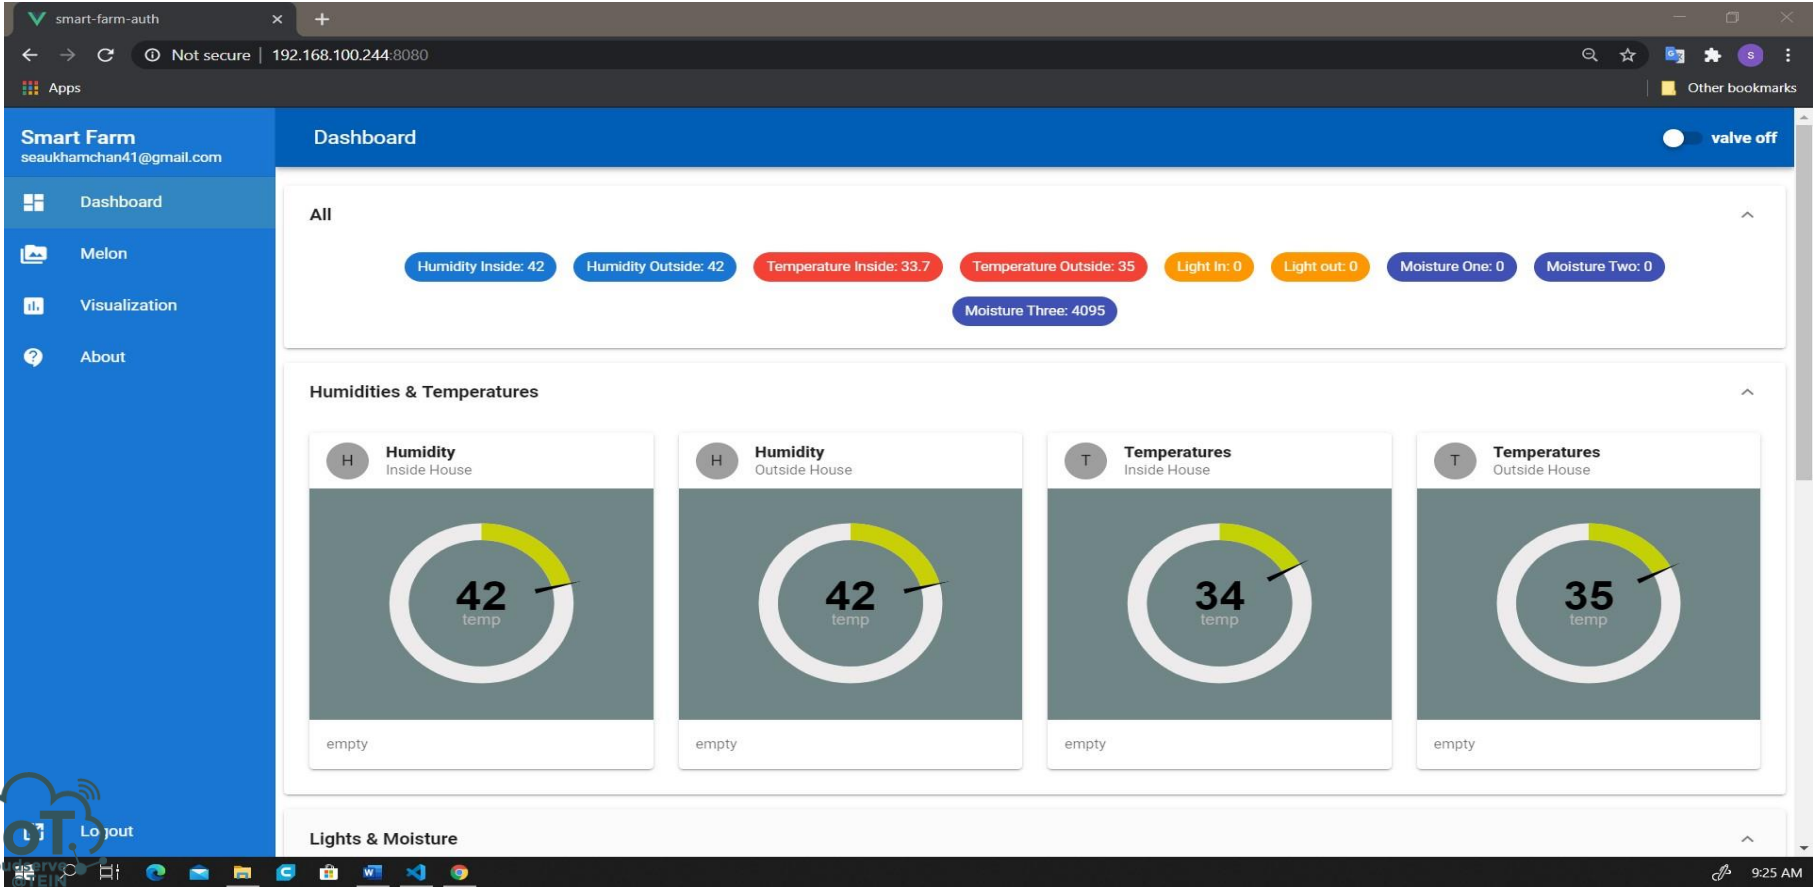 smart-farm-auth
Not secure | 192.168.100.244:8080
S
Apps
Other bookmarks
Smart Farm
seaukhamchan41@gmail.com
Dashboard
valve off
Dashboard
Melon
Visualization
About
Logout
All
Humidity Inside: 42 Humidity Outside: 42 Temperature Inside: 33.7 Temperature Outside: 35 Light In: 0 Light out: 0 Moisture One: 0 Moisture Two: 0
Moisture Three: 4095
Humidities & Temperatures
H Humidity
Inside House
42
temp
empty
H Humidity
Outside House
42
temp
empty
T Temperatures
Inside House
34
temp
empty
T Temperatures
Outside House
35
temp
empty
Lights & Moisture
@TEIN
9:25 AM